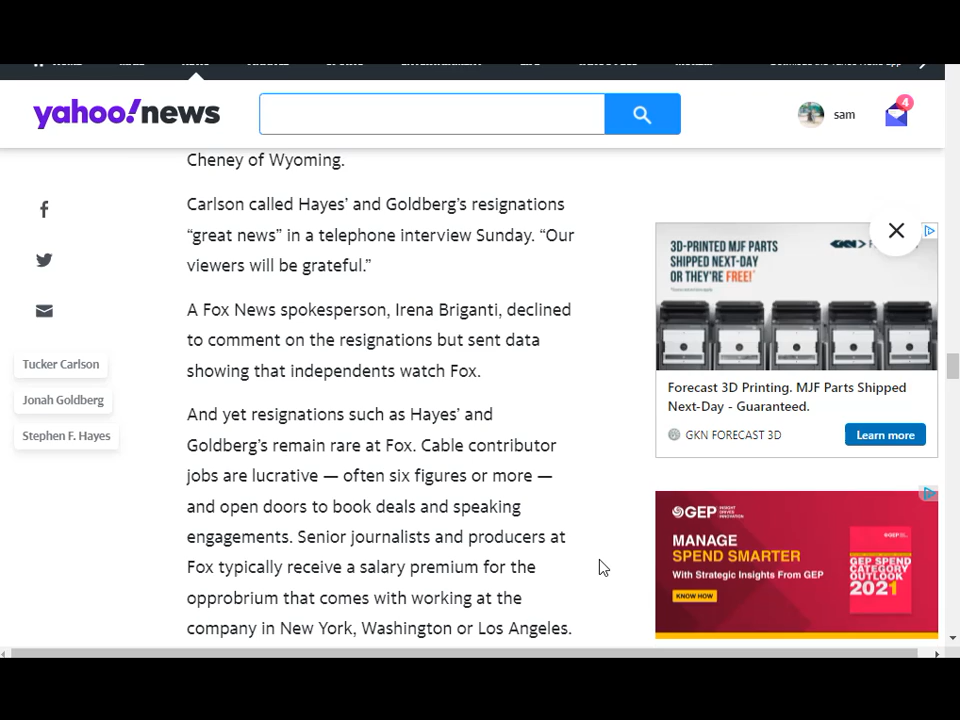 yahoo!news
sam
4
Cheney of Wyoming.
Carlson called Hayes’ and Goldberg’s resignations
“great news” in a telephone interview Sunday. “Our
viewers will be grateful.”
A Fox News spokesperson, Irena Briganti, declined
to comment on the resignations but sent data
showing that independents watch Fox.
And yet resignations such as Hayes’ and
Goldberg’s remain rare at Fox. Cable contributor
jobs are lucrative — often six figures or more —
and open doors to book deals and speaking
engagements. Senior journalists and producers at
Fox typically receive a salary premium for the
opprobrium that comes with working at the
company in New York, Washington or Los Angeles.
Tucker Carlson
Jonah Goldberg
Stephen F. Hayes
3D-PRINTED MJF PARTS
SHIPPED NEXT-DAY
OR THEY'RE FREE!*
GKN
Forecast 3D Printing. MJF Parts Shipped
Next-Day - Guaranteed.
GKN FORECAST 3D
Learn more
GEP
MANAGE
SPEND SMARTER
With Strategic Insights From GEP
KNOW HOW
GEP SPEND
CATEGORY
OUTLOOK
2021